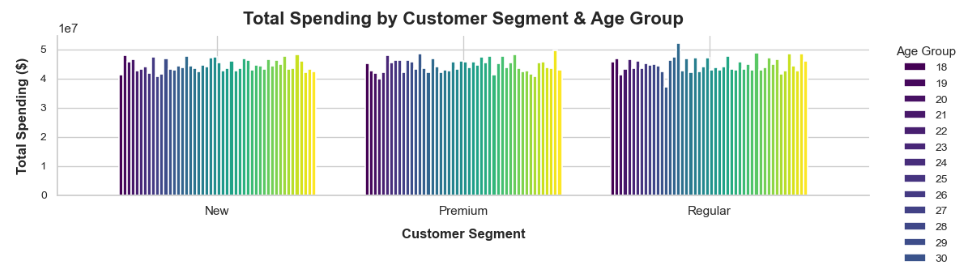 Total Spending by Customer Segment & Age Group
1e7
Total Spending ($)
5
4
3
2
1
0
New
Premium
Regular
Customer Segment
Age Group
18
19
20
21
22
23
24
25
26
27
28
29
30